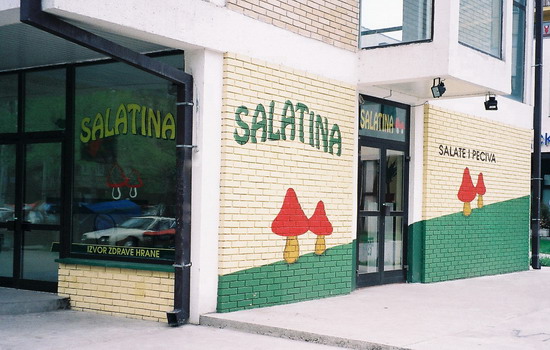 SALATINA
IZVOR ZDRAVE HRANE
SALATINA
SALATINA
SALATE I PECIVA